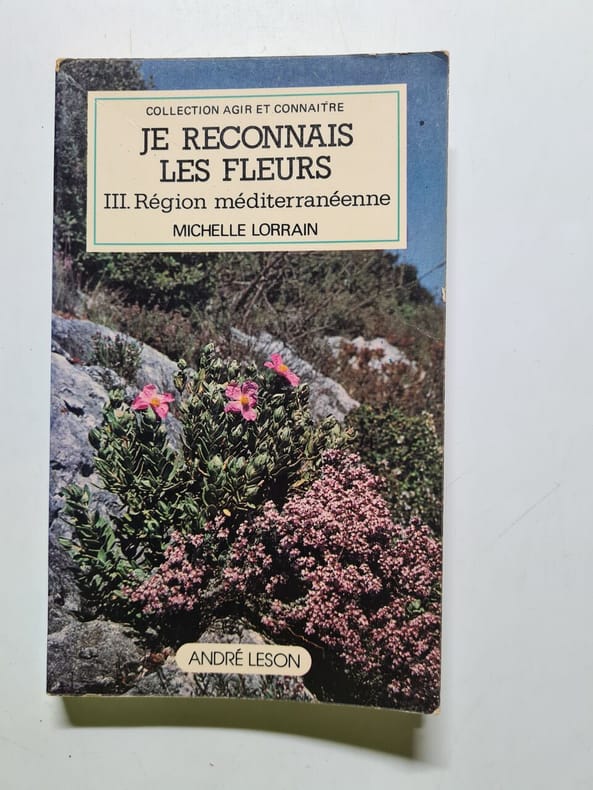 COLLECTION AGIR ET CONNAITRE
JE RECONNAIS
LES FLEURS
III. Région méditerranéenne
MICHELLE LORRAIN
ANDRÉ LESON